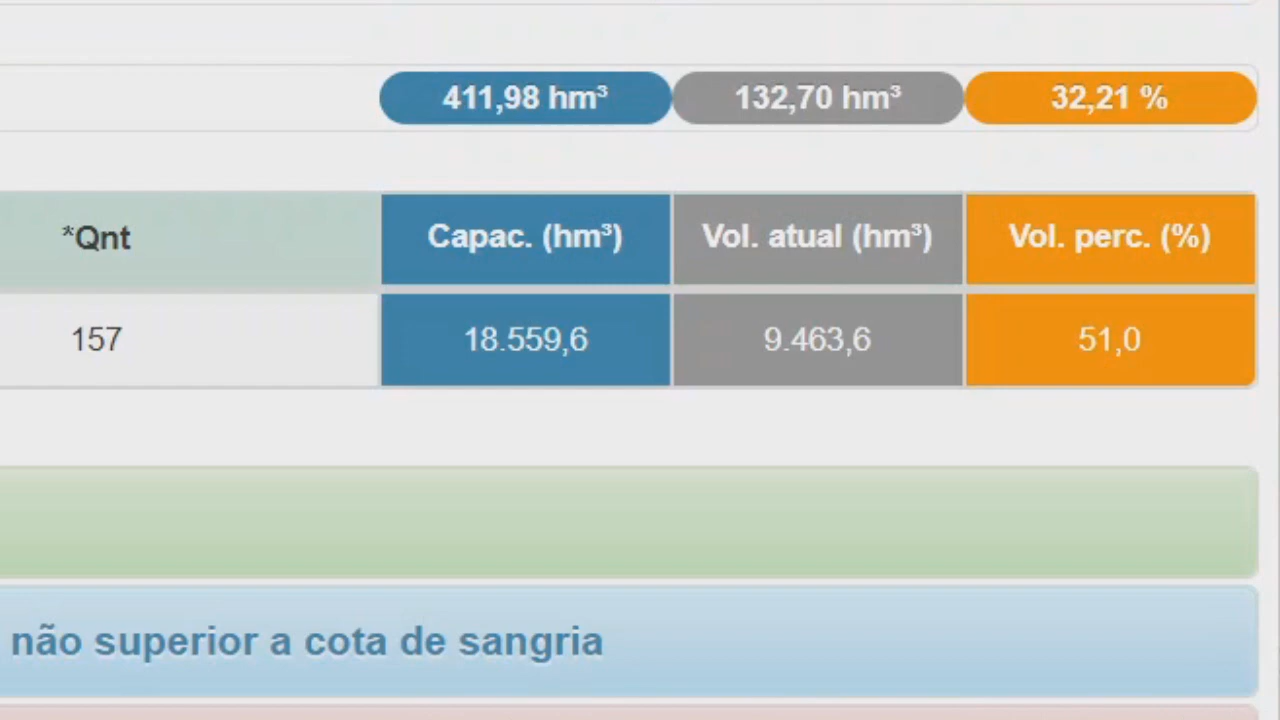 411,98 hm³ 132,70 hm³ 32,21 %
*Qnt Capac. (hm³) Vol. atual (hm³) Vol. perc. (%)
157 18.559,6 9.463,6 51,0
não superior a cota de sangria